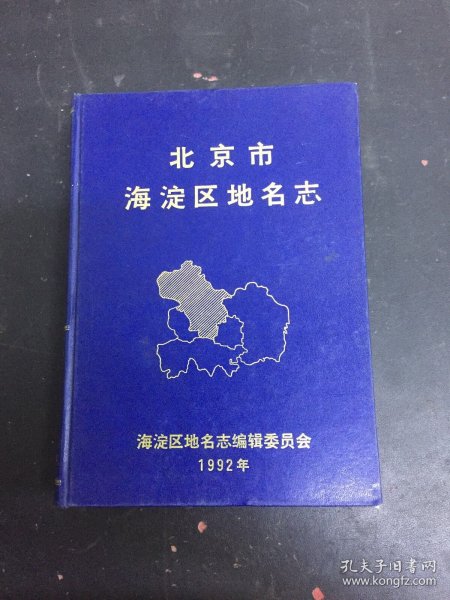 北京市
海淀区地名志
海淀区地名志编辑委员会
1992年
孔夫子旧书网
www.kongfz.com